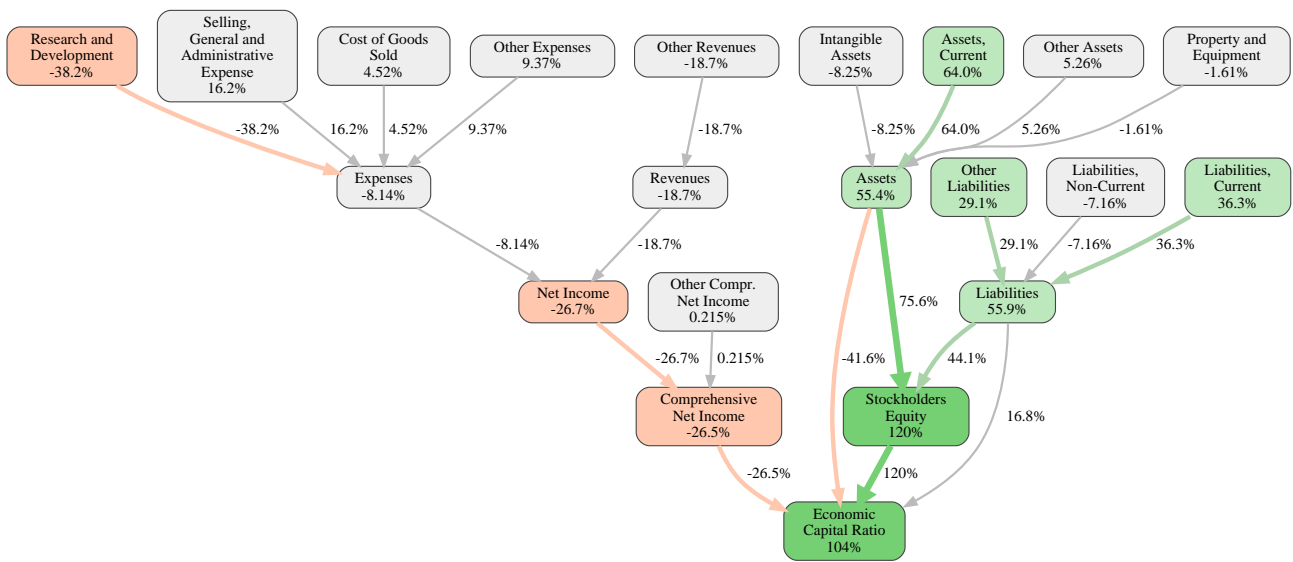 Research and
Development
-38.2%
Selling,
General and
Administrative
Expense
16.2%
Cost of Goods
Sold
4.52%
Other Expenses
9.37%
Other Revenues
-18.7%
Intangible
Assets
-8.25%
Assets,
Current
64.0%
Other Assets
5.26%
Property and
Equipment
-1.61%
-38.2%
16.2%
4.52%
9.37%
-18.7%
-8.25%
64.0%
5.26%
-1.61%
Expenses
-8.14%
Revenues
-18.7%
Assets
55.4%
Other
Liabilities
29.1%
Liabilities,
Non-Current
-7.16%
Liabilities,
Current
36.3%
-8.14%
-18.7%
29.1%
-7.16%
36.3%
Net Income
-26.7%
Other Compr.
Net Income
0.215%
75.6%
Liabilities
55.9%
-26.7%
0.215%
-41.6%
44.1%
Comprehensive
Net Income
-26.5%
Stockholders
Equity
120%
16.8%
-26.5%
120%
Economic
Capital Ratio
104%